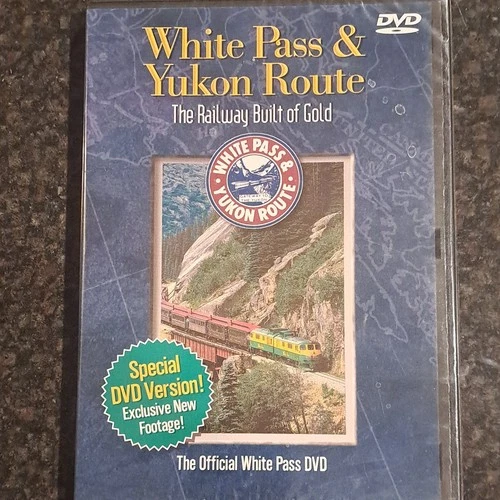 DVD
White Pass &
Yukon Route
The Railway Built of Gold
WHITE PASS &
YUKON ROUTE
Special
DVD Version!
Exclusive New
Footage!
The Official White Pass DVD